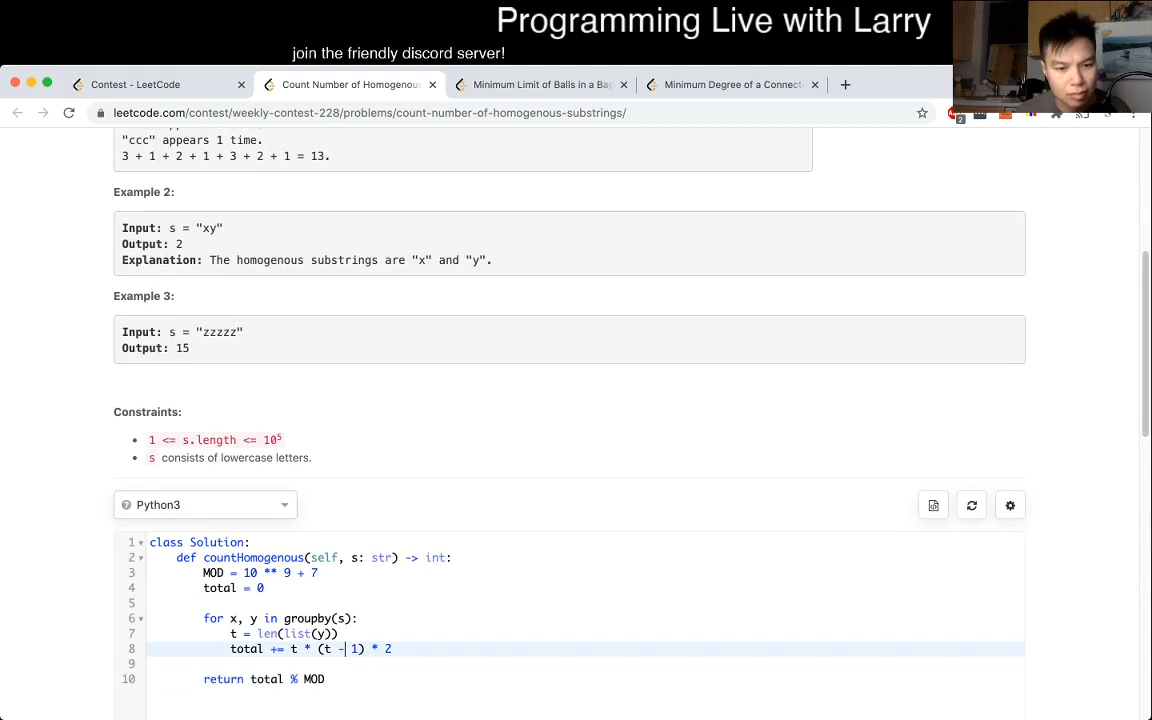 Programming Live with Larry
join the friendly discord server!
Contest - LeetCode
Count Number of Homogenous
Minimum Limit of Balls in a Bag
Minimum Degree of a Connecte
leetcode.com/contest/weekly-contest-228/problems/count-number-of-homogenous-substrings/
2
"ccc" appears 1 time.
3 + 1 + 2 + 1 + 3 + 2 + 1 = 13.
Example 2:
Input: s = "xy"
Output: 2
Explanation: The homogenous substrings are "x" and "y".
Example 3:
Input: s = "zzzzz"
Output: 15
Constraints:
1 <= s.length <= 10⁵
s consists of lowercase letters.
Python3
1 class Solution:
2 def countHomogenous(self, s: str) -> int:
3 MOD = 10 ** 9 + 7
4 total = 0
5
6 for x, y in groupby(s):
7 t = len(list(y))
8 total += t * (t - 1) * 2
9
10 return total % MOD